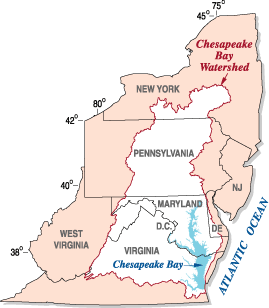 75°
45°
Chesapeake
Bay
Watershed
NEW YORK
80°
42°
PENNSYLVANIA
40°
NJ
MARYLAND
WEST
VIRGINIA
D.C.
DE
VIRGINIA
38°
Chesapeake Bay
ATLANTIC OCEAN